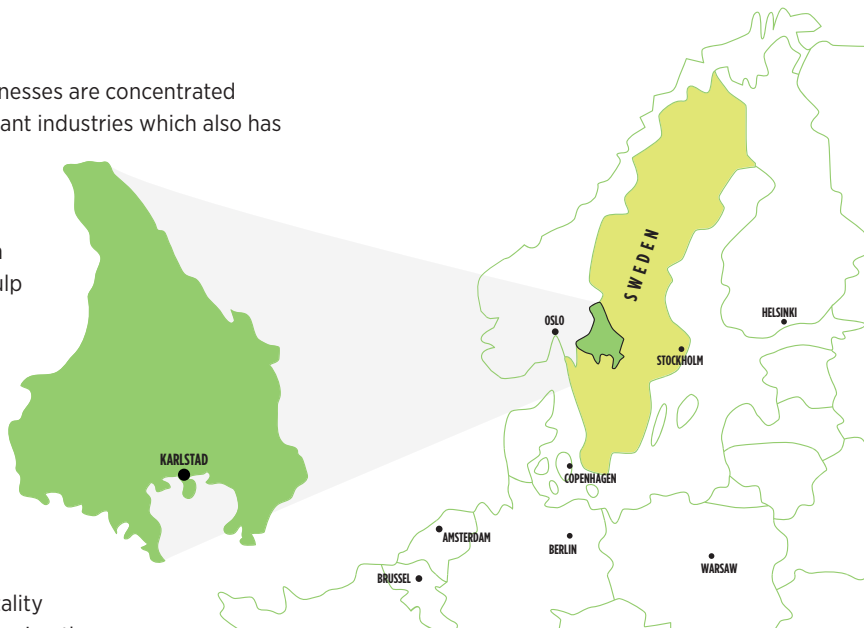 nesses are concentrated
ant industries which also has
ulp
SWEDEN
OSLO
HELSINKI
STOCKHOLM
KARLSTAD
COPENHAGEN
AMSTERDAM
BERLIN
WARSAW
BRUSSEL
ality